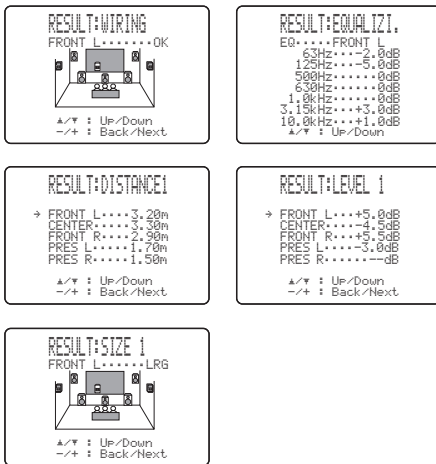 RESULT:WIRING
FRONT L·······OK
▲/▼ : Up/Down
-/+ : Back/Next
RESULT:EQUALIZI.
EQ·····FRONT L
63Hz···-2.0dB
125Hz···-5.0dB
500Hz······0dB
630Hz······0dB
1.0kHz·····0dB
3.15kHz···+3.0dB
10.0kHz···+1.0dB
▲/▼ : Up/Down
RESULT:DISTANCE1
→ FRONT L····3.20m
CENTER·····3.30m
FRONT R····2.90m
PRES L·····1.70m
PRES R·····1.50m
▲/▼ : Up/Down
-/+ : Back/Next
RESULT:LEVEL 1
→ FRONT L···+5.0dB
CENTER····-4.5dB
FRONT R···+5.5dB
PRES L····-3.0dB
PRES R······--dB
▲/▼ : Up/Down
-/+ : Back/Next
RESULT:SIZE 1
FRONT L······LRG
▲/▼ : Up/Down
-/+ : Back/Next